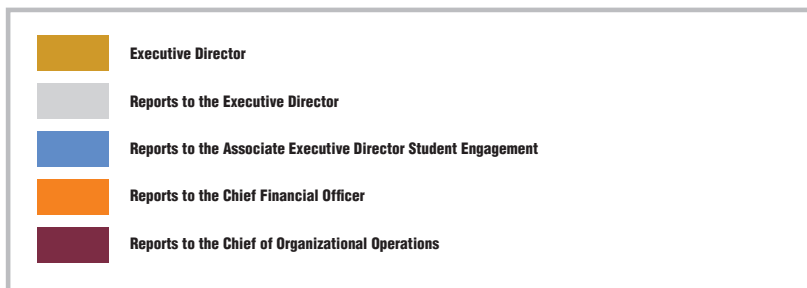 Executive Director
Reports to the Executive Director
Reports to the Associate Executive Director Student Engagement
Reports to the Chief Financial Officer
Reports to the Chief of Organizational Operations